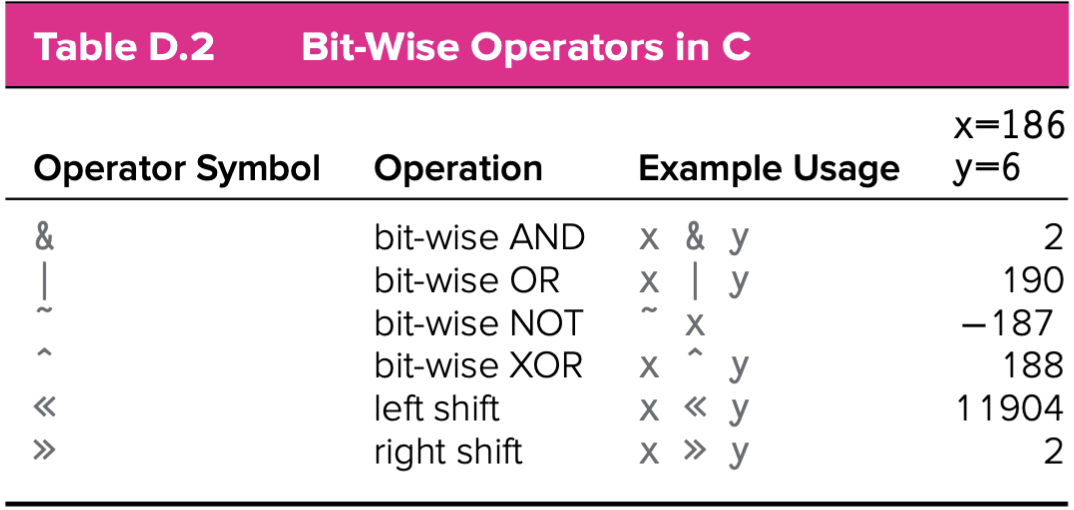 Table D.2 Bit-Wise Operators in C
x=186
Operator Symbol Operation Example Usage y=6
& bit-wise AND x & y 2
| bit-wise OR x | y 190
~ bit-wise NOT ~ x –187
^ bit-wise XOR x ^ y 188
« left shift x « y 11904
» right shift x » y 2